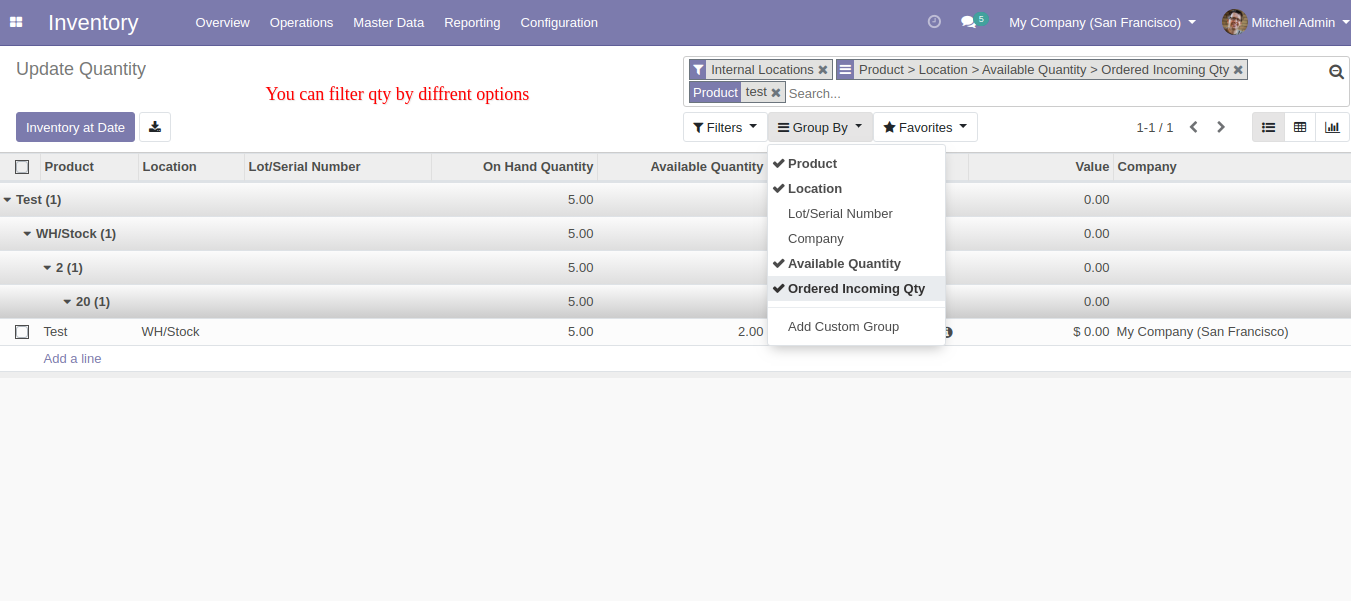 Inventory Overview Operations Master Data Reporting Configuration 5 My Company (San Francisco) Mitchell Admin
Update Quantity
Internal Locations Product > Location > Available Quantity > Ordered Incoming Qty
You can filter qty by diffrent options
Product test Search...
Inventory at Date Filters Group By Favorites 1-1 / 1
Product Location Lot/Serial Number On Hand Quantity Available Quantity Value Company
Product
Location
Lot/Serial Number
Company
Available Quantity
Ordered Incoming Qty
Add Custom Group
Test (1) 5.00 0.00
WH/Stock (1) 5.00 0.00
2 (1) 5.00 0.00
20 (1) 5.00 0.00
Test WH/Stock 5.00 2.00 $ 0.00 My Company (San Francisco)
Add a line